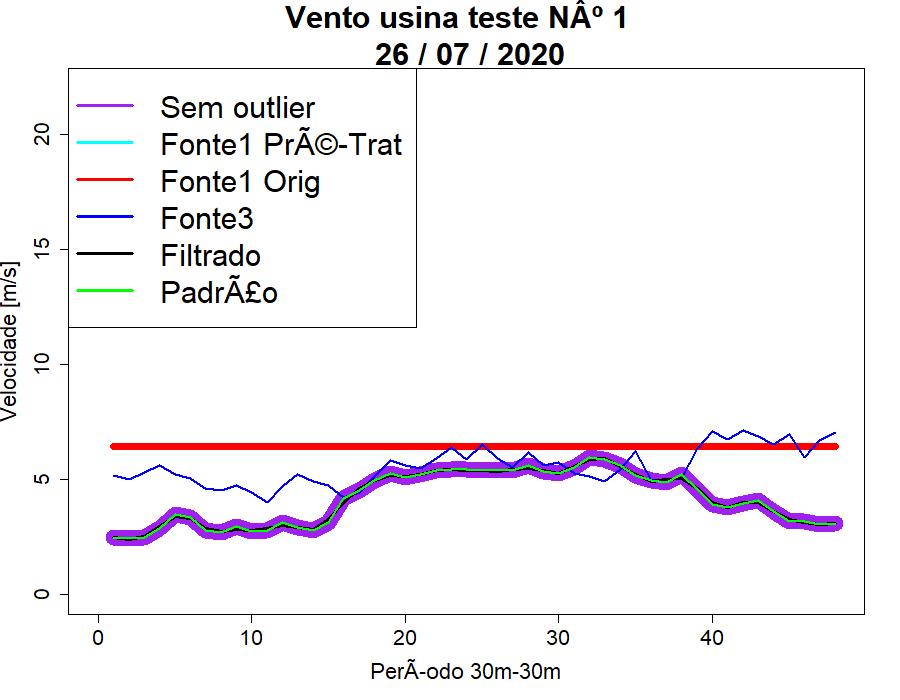 Vento usina teste NÂº 1
26 / 07 / 2020
Sem outlier
Fonte1 PrÃ©-Trat
Fonte1 Orig
Fonte3
Filtrado
PadrÃ£o
Velocidade [m/s]
20
15
10
5
0
0 10 20 30 40
PerÃ-odo 30m-30m